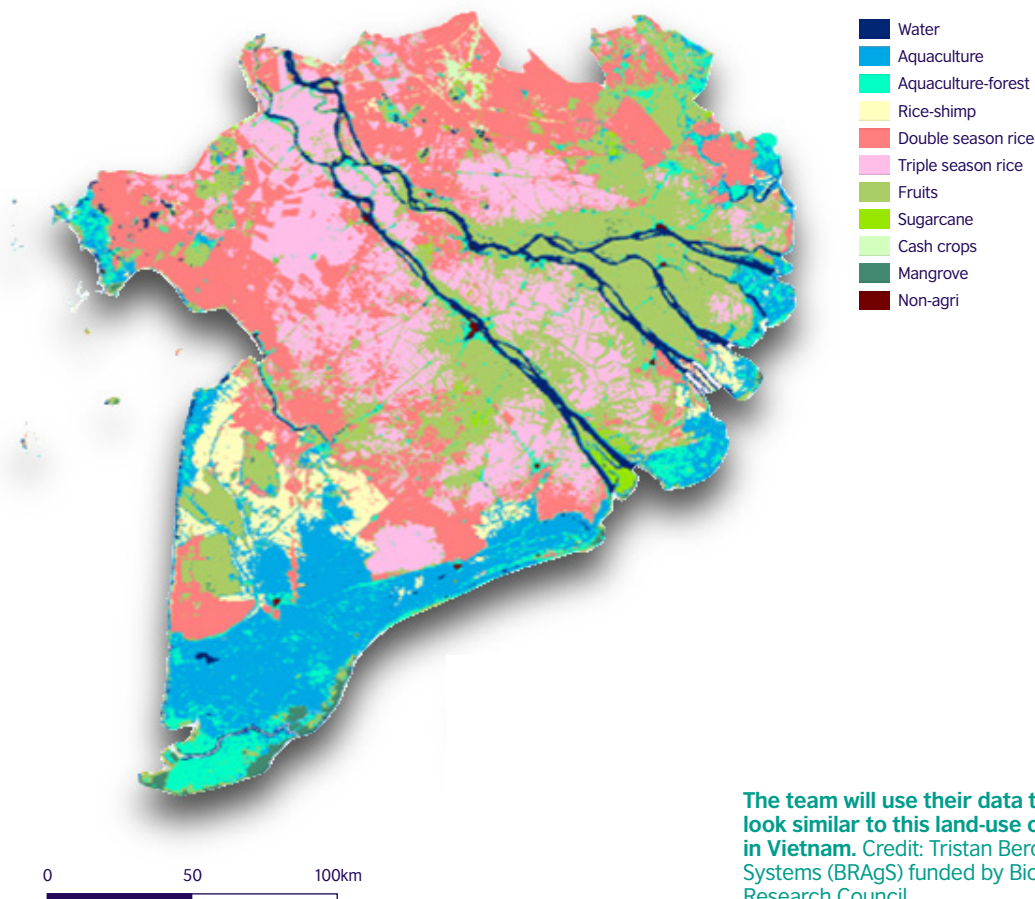 Water
Aquaculture
Aquaculture-forest
Rice-shimp
Double season rice
Triple season rice
Fruits
Sugarcane
Cash crops
Mangrove
Non-agri
The team will use their data
look similar to this land-use
in Vietnam. Credit: Tristan
Systems (BRAgS) funded by
Research Council
0 50 100km